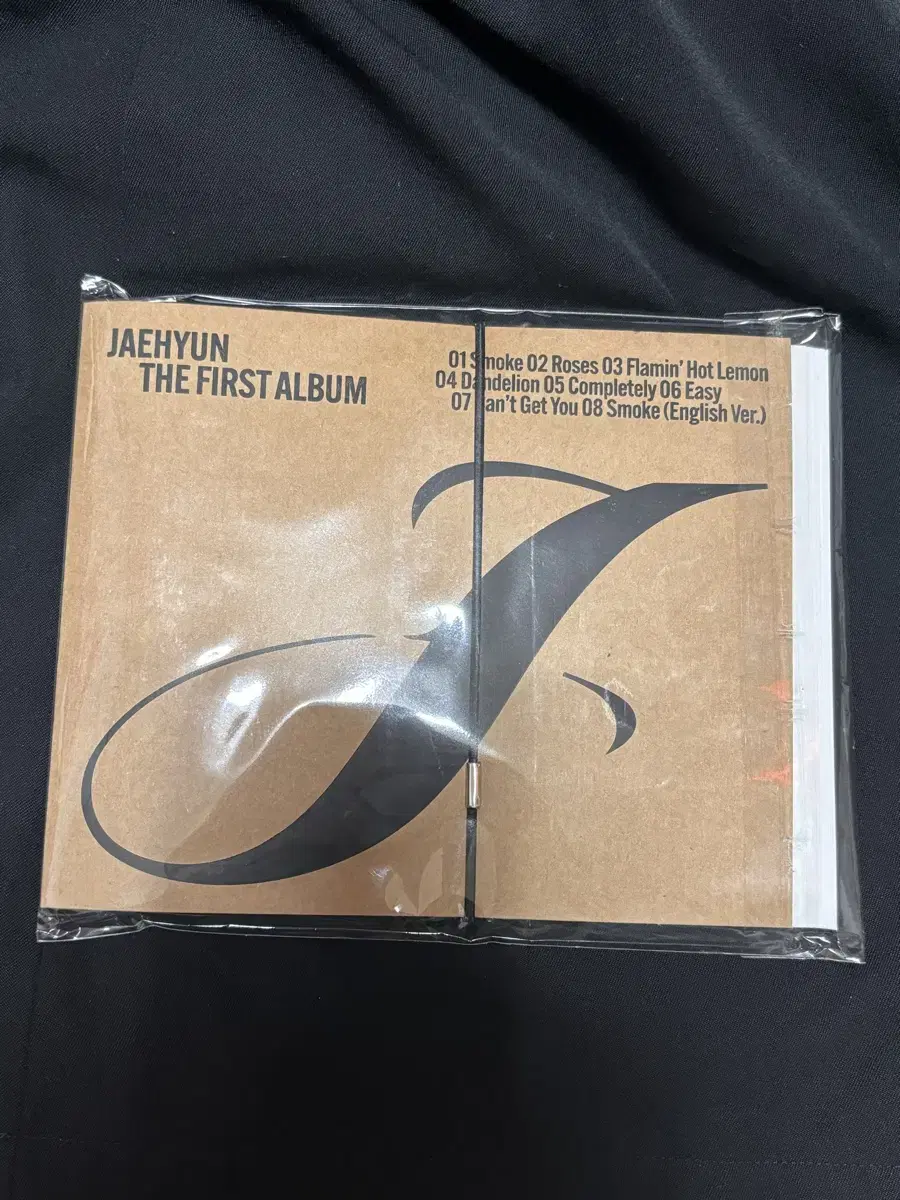 JAEHYUN
THE FIRST ALBUM
01 Smoke 02 Roses 03 Flamin' Hot Lemon
04 Dandelion 05 Completely 06 Easy
07 Can't Get You 08 Smoke (English Ver.)
J